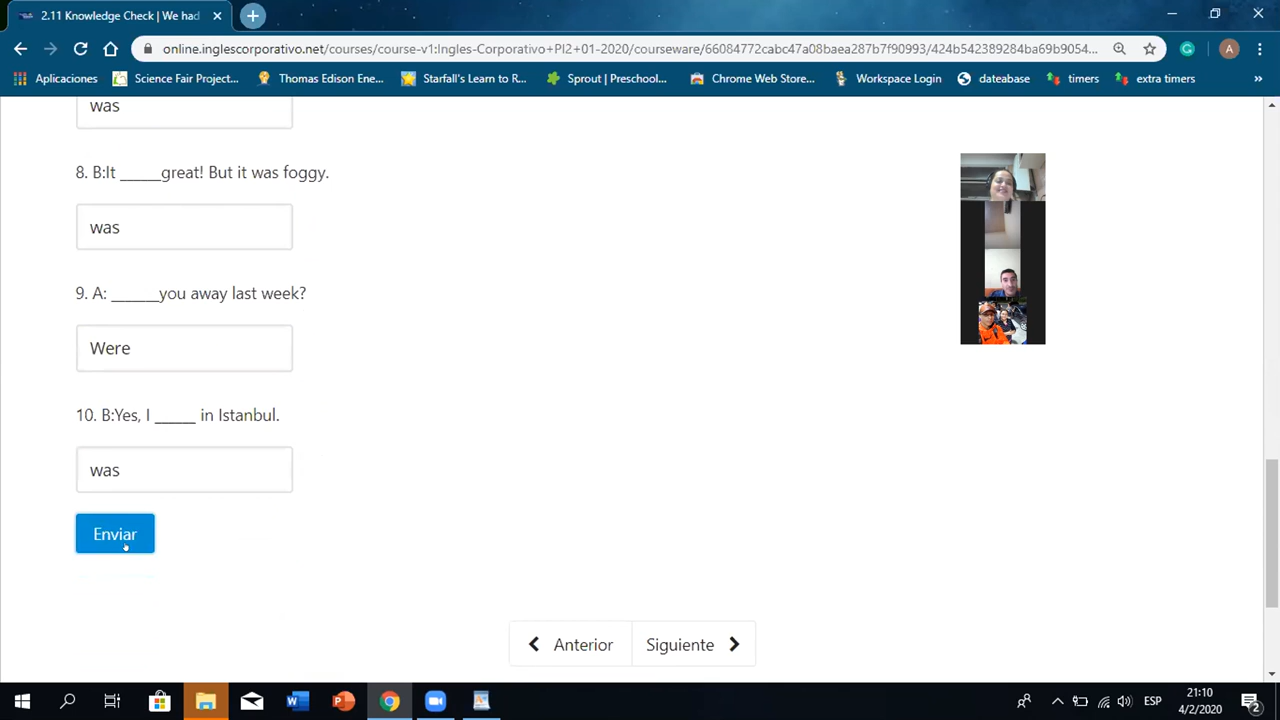 2.11 Knowledge Check | We had
online.inglescorporativo.net/courses/course-v1:Ingles-Corporativo+PI2+01-2020/courseware/66084772cabc47a08baea287b7f90993/424b542389284ba69b9054...
A
Aplicaciones
Science Fair Project...
Thomas Edison Ene...
Starfall's Learn to R...
Sprout | Preschool...
Chrome Web Store...
Workspace Login
dateabase
timers
extra timers
»
was
8. B:It _____great! But it was foggy.
was
9. A: ______you away last week?
Were
10. B:Yes, I _____ in Istanbul.
was
Enviar
Anterior
Siguiente
ESP
21:10
4/2/2020
2